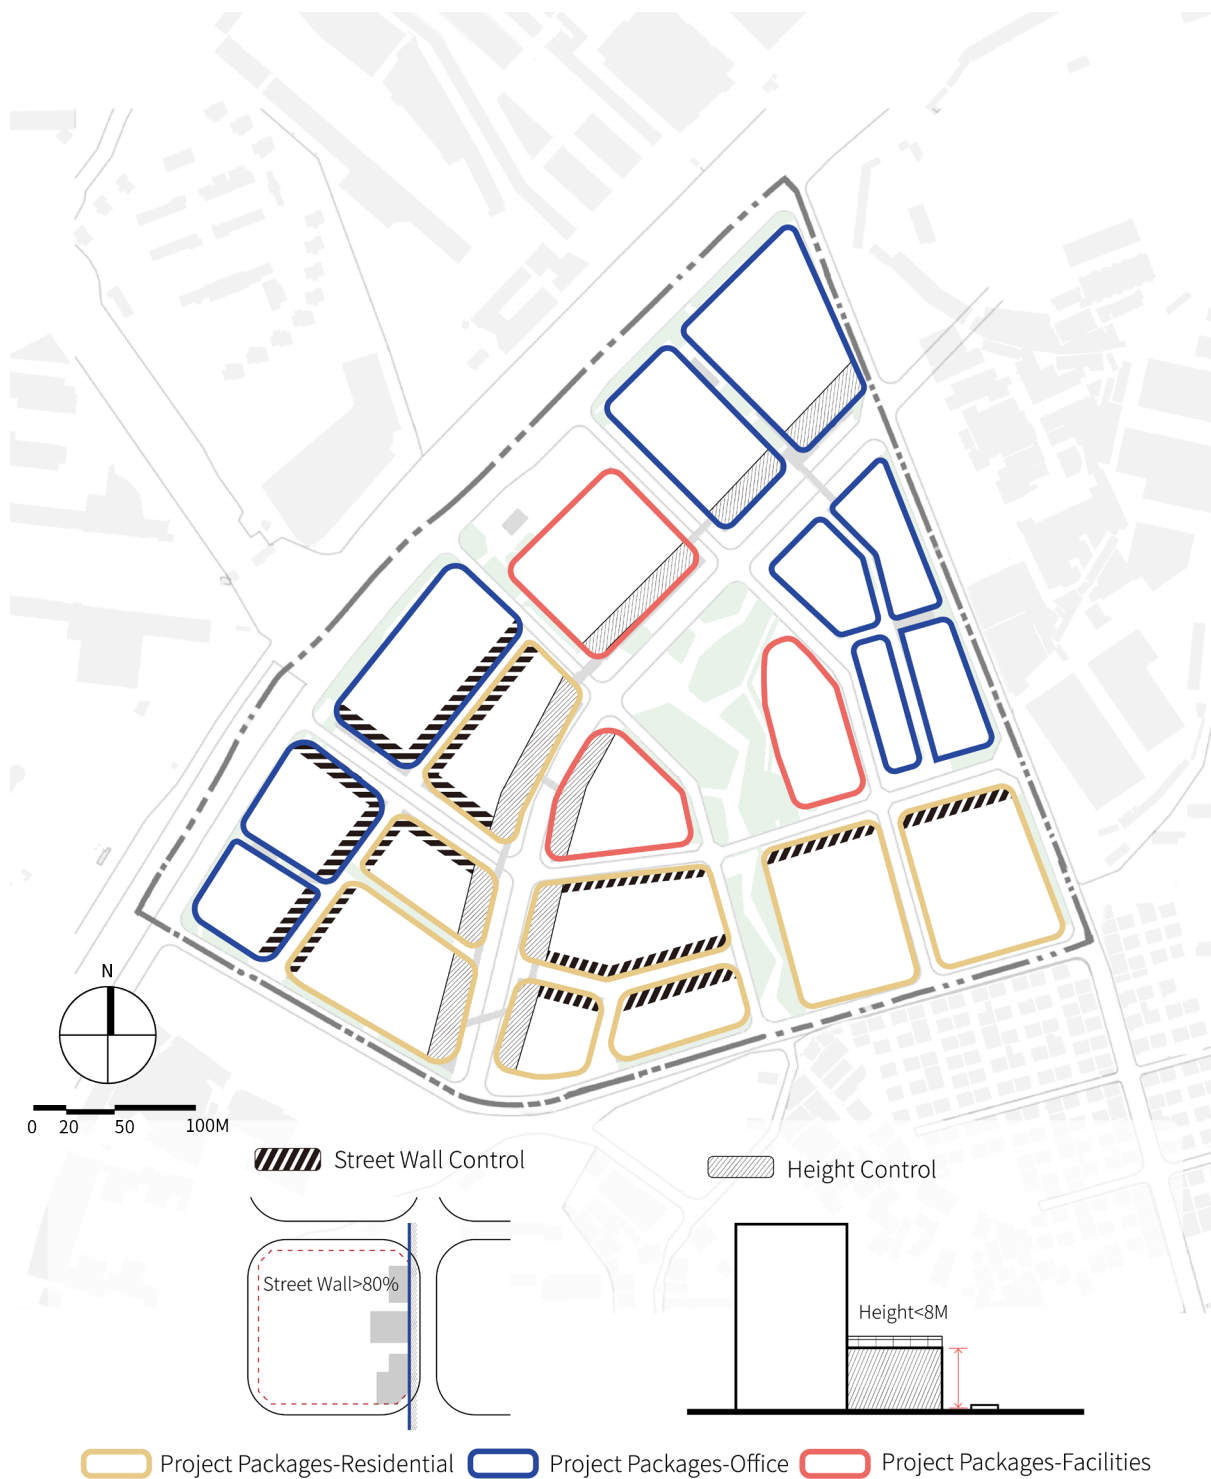 N
0 20 50 100M
Street Wall Control
Height Control
Street Wall>80%
Height<8M
Project Packages-Residential
Project Packages-Office
Project Packages-Facilities